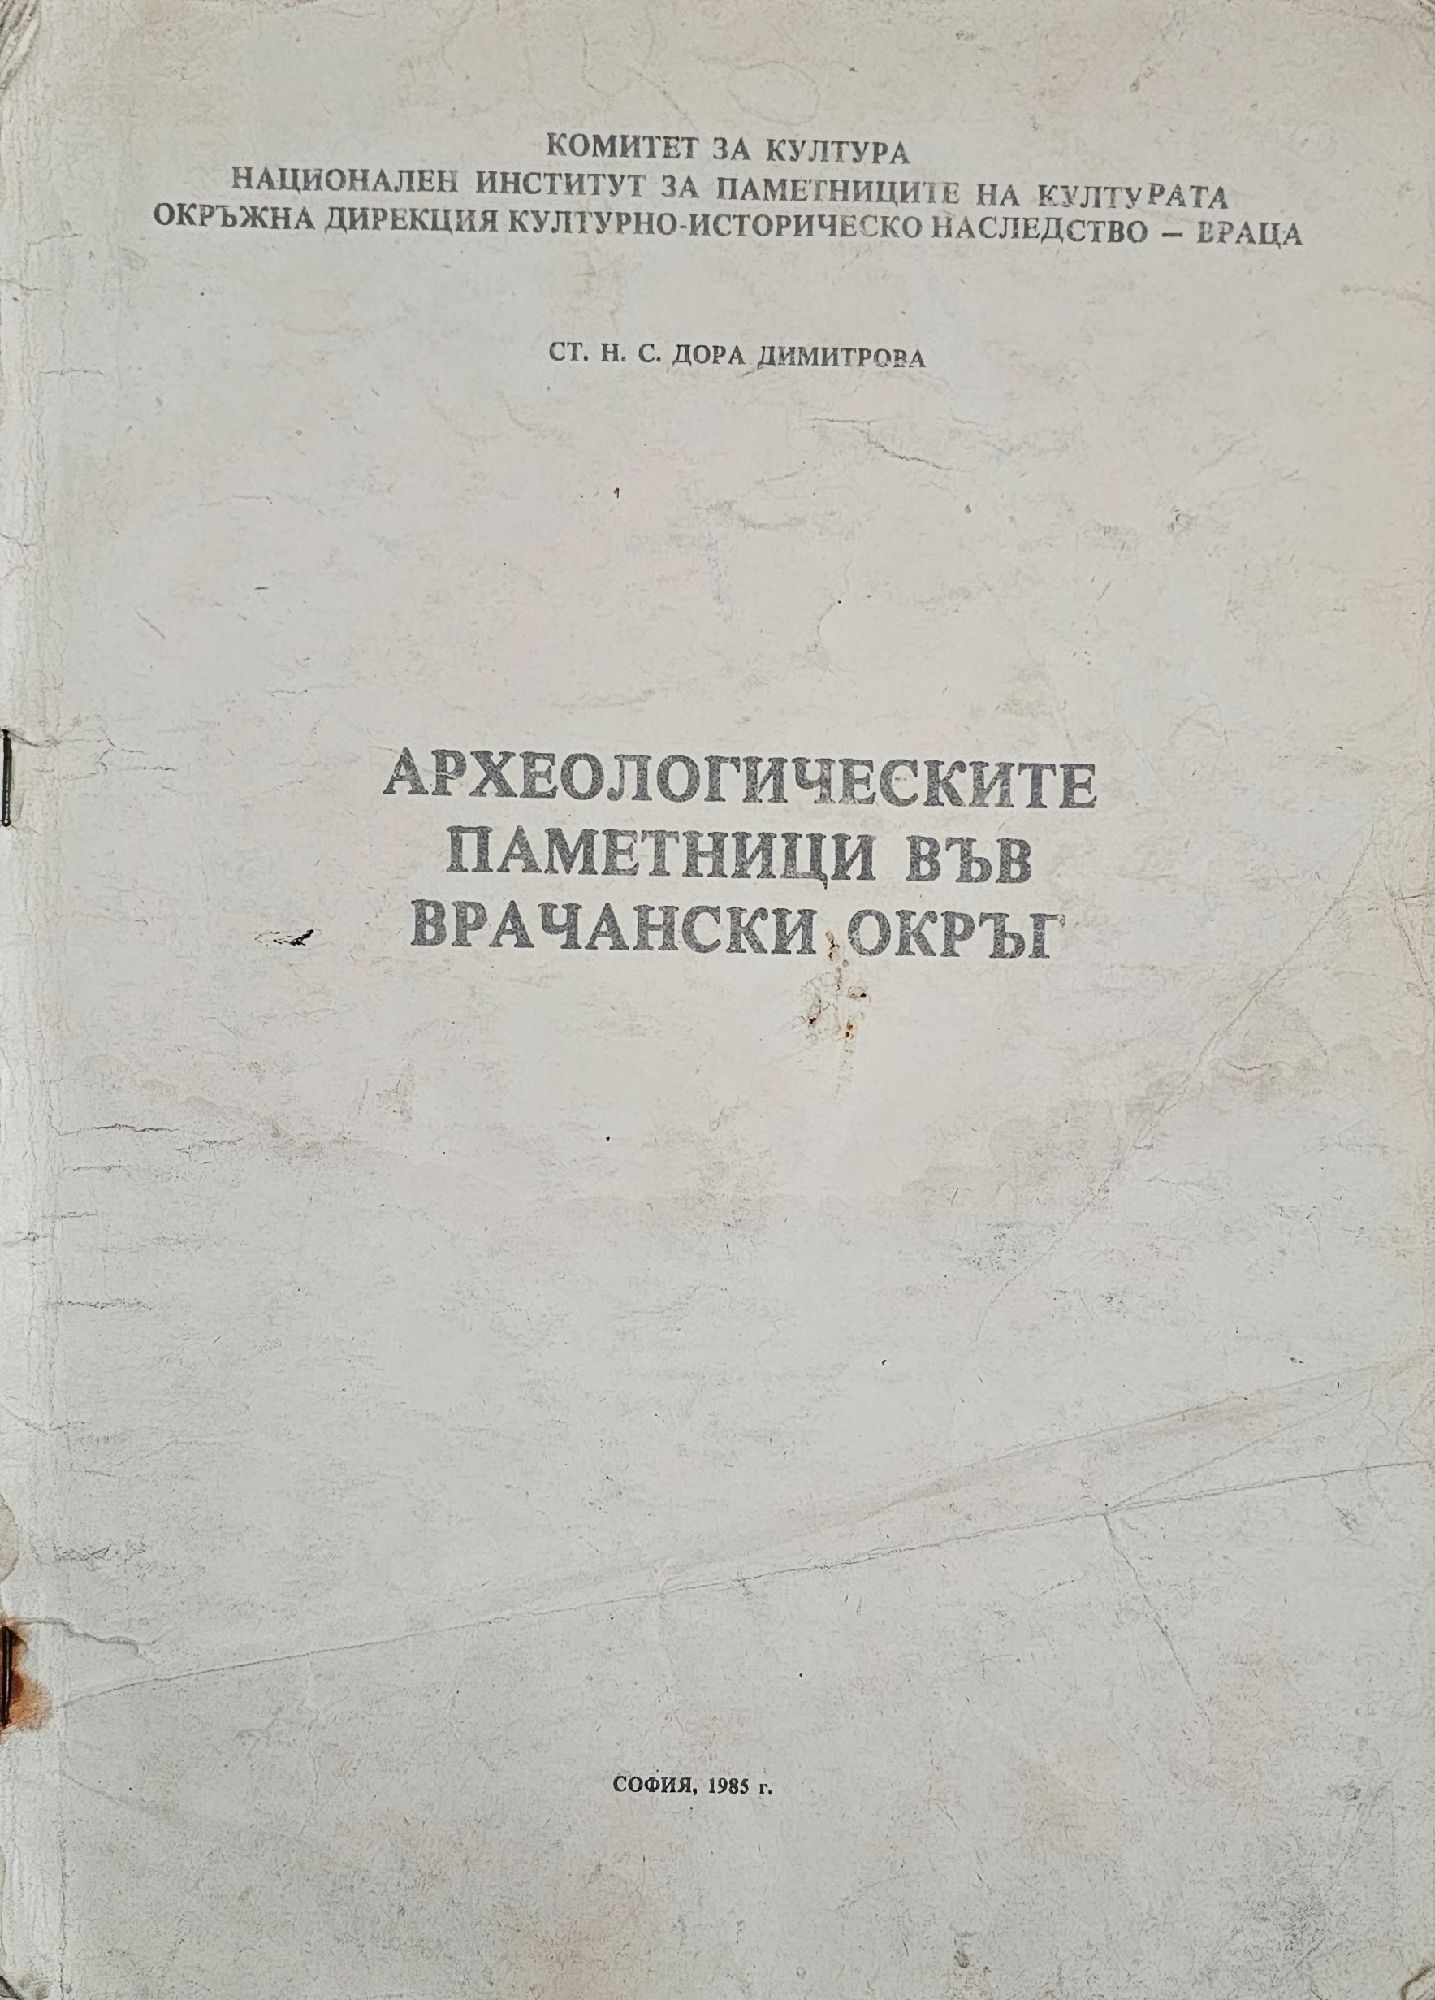 КОМИТЕТ ЗА КУЛТУРА
НАЦИОНАЛЕН ИНСТИТУТ ЗА ПАМЕТНИЦИТЕ НА КУЛТУРАТА
ОКРЪЖНА ДИРЕКЦИЯ КУЛТУРНО-ИСТОРИЧЕСКО НАСЛЕДСТВО – ВРАЦА
СТ. Н. С. ДОРА ДИМИТРОВА
АРХЕОЛОГИЧЕСКИТЕ
ПАМЕТНИЦИ ВЪВ
ВРАЧАНСКИ ОКРЪГ
СОФИЯ, 1985 г.